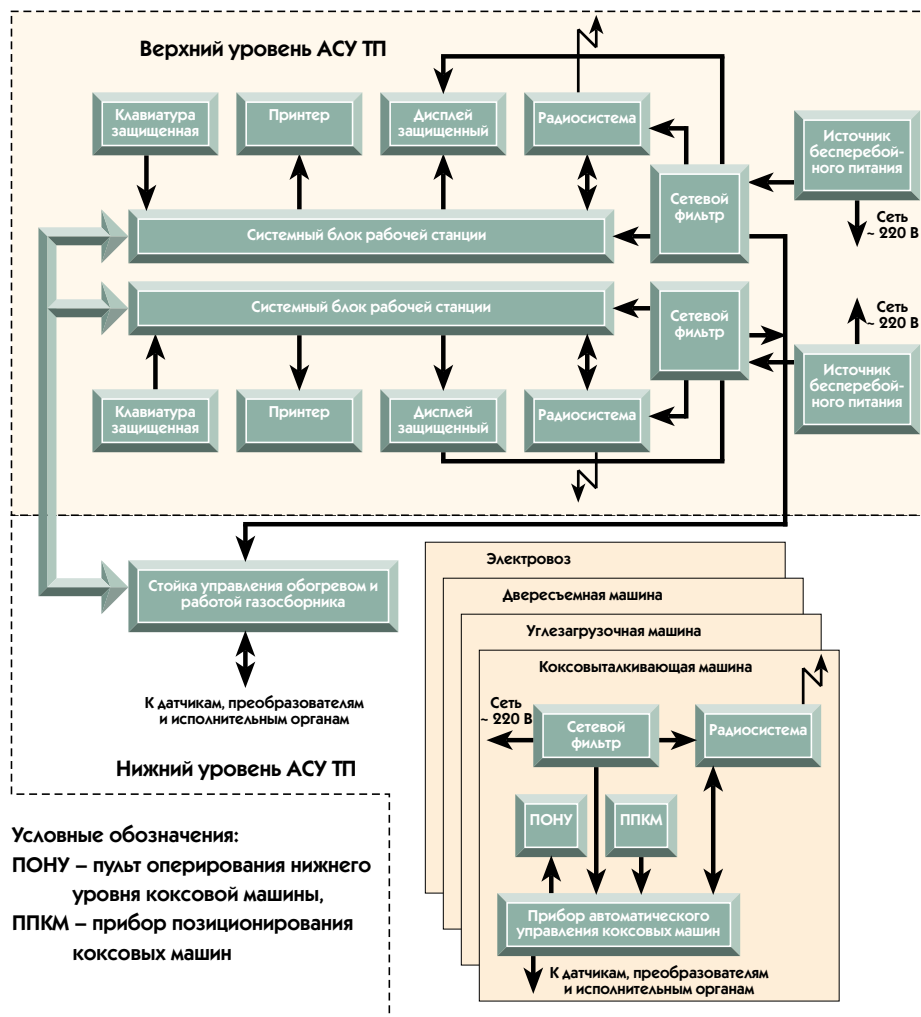 Верхний уровень АСУ ТП
Клавиатура
защищенная
Принтер
Дисплей
защищенный
Радиосистема
Источник
бесперебой-
ного питания
Сетевой
фильтр
Сеть
~ 220 В
Системный блок рабочей станции
Системный блок рабочей станции
Сетевой
фильтр
Сеть
~ 220 В
Источник
бесперебой-
ного питания
Клавиатура
защищенная
Принтер
Дисплей
защищенный
Радиосистема
Стойка управления обогревом и
работой газосборника
К датчикам, преобразователям
и исполнительным органам
Нижний уровень АСУ ТП
Электровоз
Двересъемная машина
Углезагрузочная машина
Коксовыталкивающая машина
Сеть
~ 220 В
Сетевой
фильтр
Радиосистема
ПОНУ
ППКМ
Прибор автоматического
управления коксовых машин
К датчикам, преобразователям
и исполнительным органам
Условные обозначения:
ПОНУ – пульт оперирования нижнего
уровня коксовой машины,
ППКМ – прибор позиционирования
коксовых машин